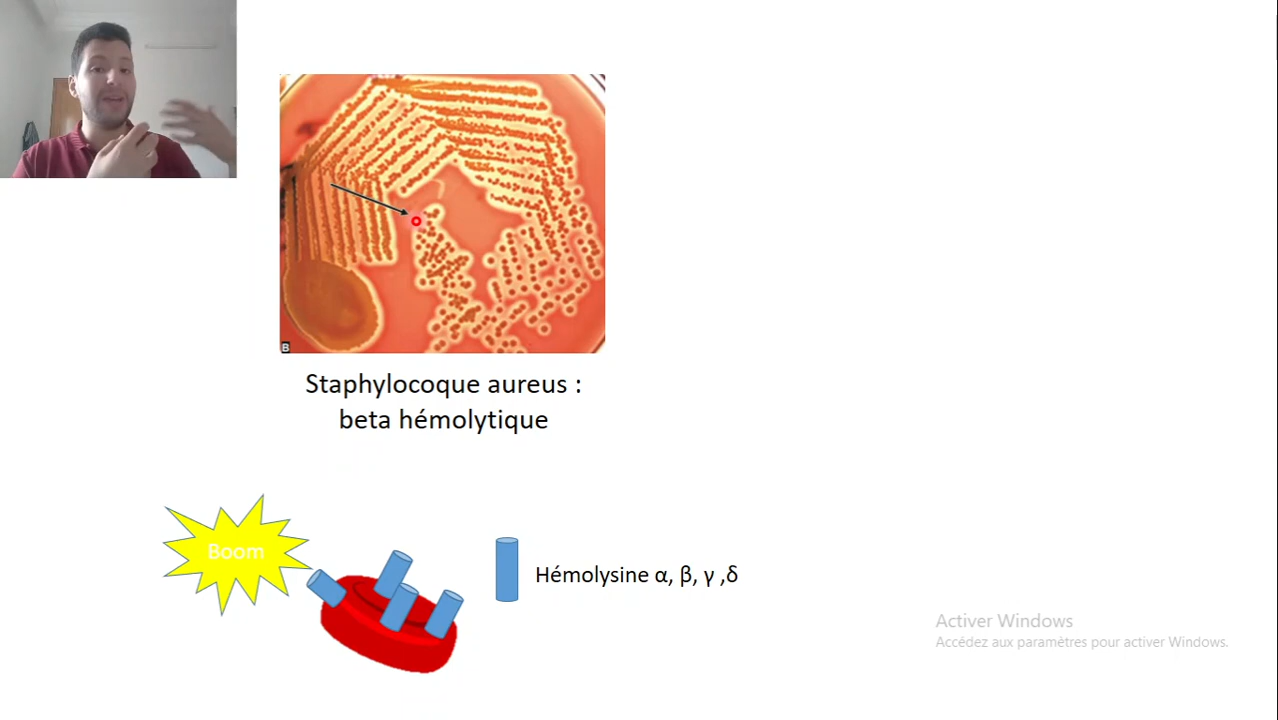 B
Staphylocoque aureus :
beta hémolytique
Boom
Hémolysine α, β, γ ,δ
Activer Windows
Accédez aux paramètres pour activer Windows.